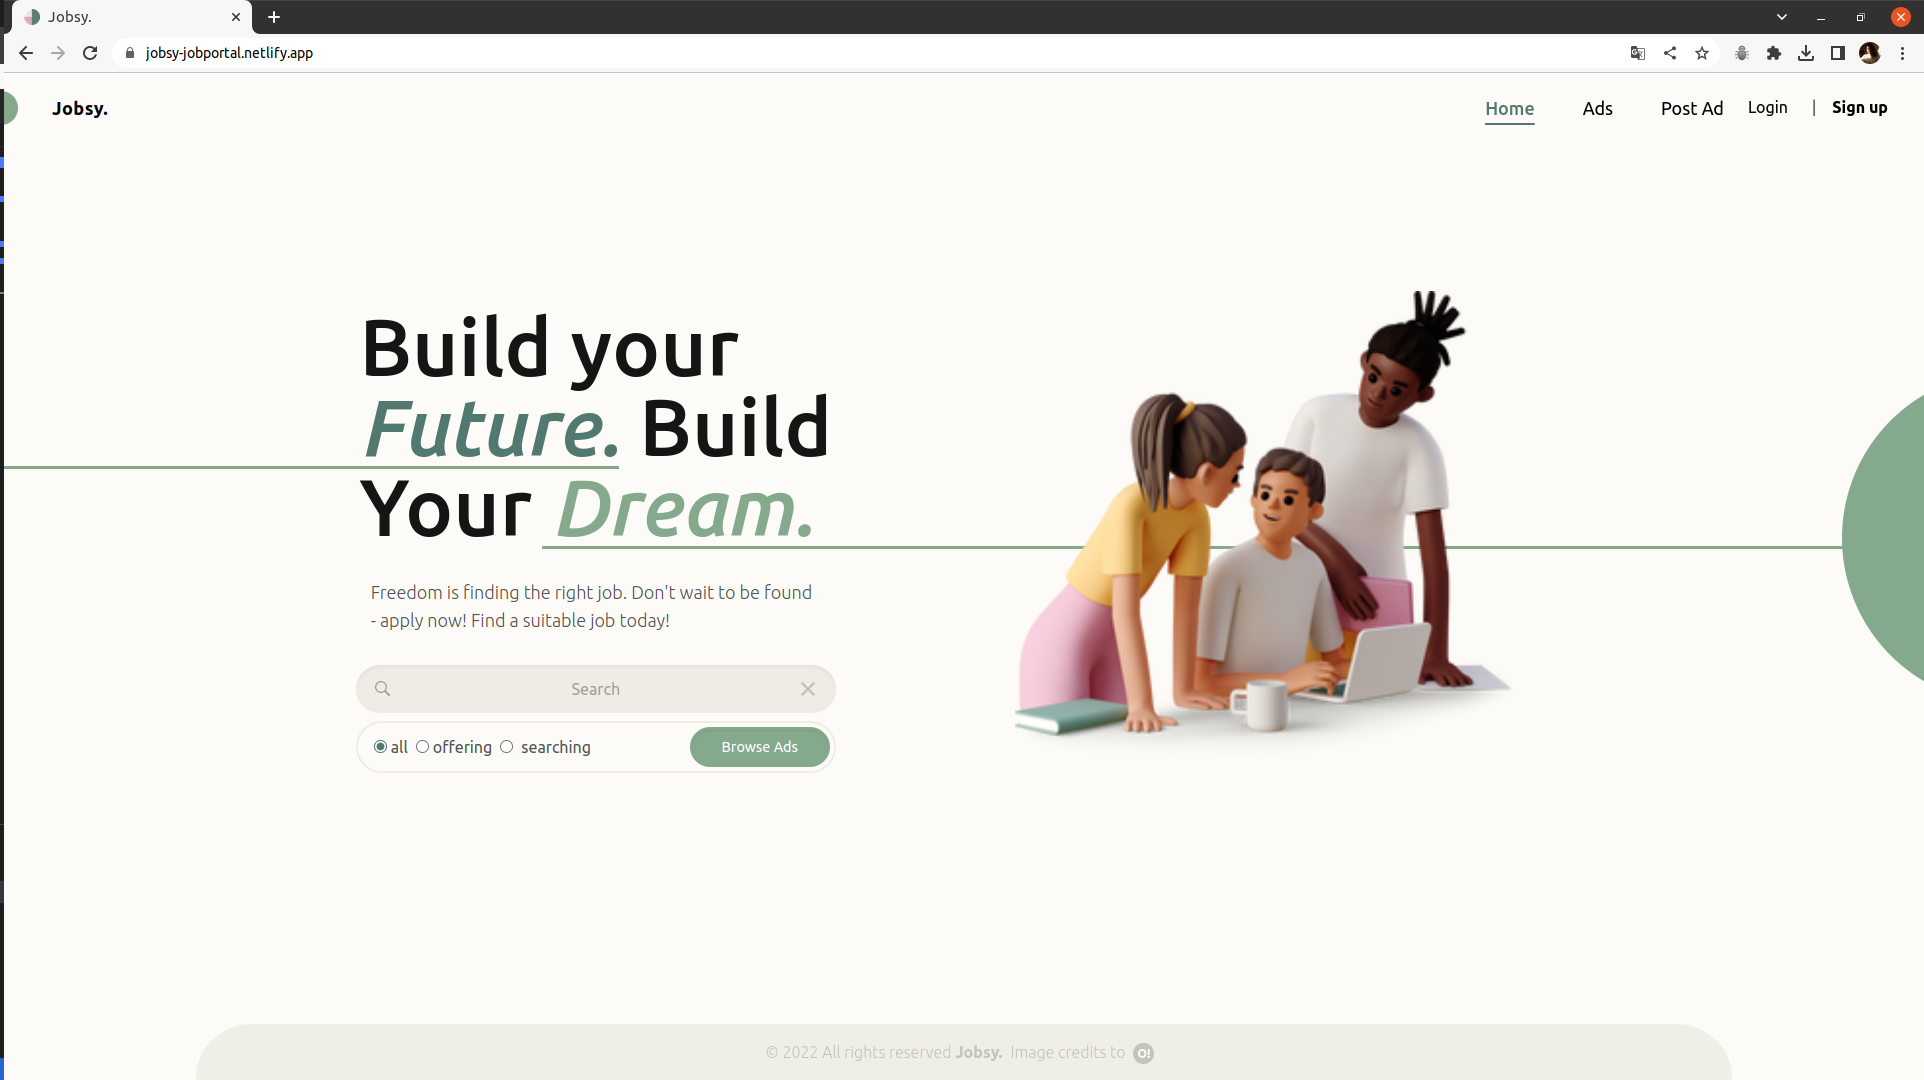 Jobsy.
jobsy-jobportal.netlify.app
Jobsy.
Home Ads Post Ad Login | Sign up
Build your
Future. Build
Your Dream.
Freedom is finding the right job. Don't wait to be found
- apply now! Find a suitable job today!
Search
all offering searching Browse Ads
© 2022 All rights reserved Jobsy. Image credits to O!